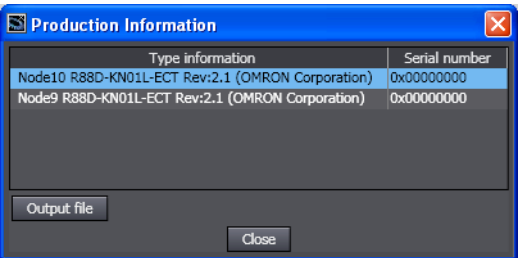 Production Information
Type information Serial number
Node10 R88D-KN01L-ECT Rev:2.1 (OMRON Corporation) 0x00000000
Node9 R88D-KN01L-ECT Rev:2.1 (OMRON Corporation) 0x00000000
Output file
Close